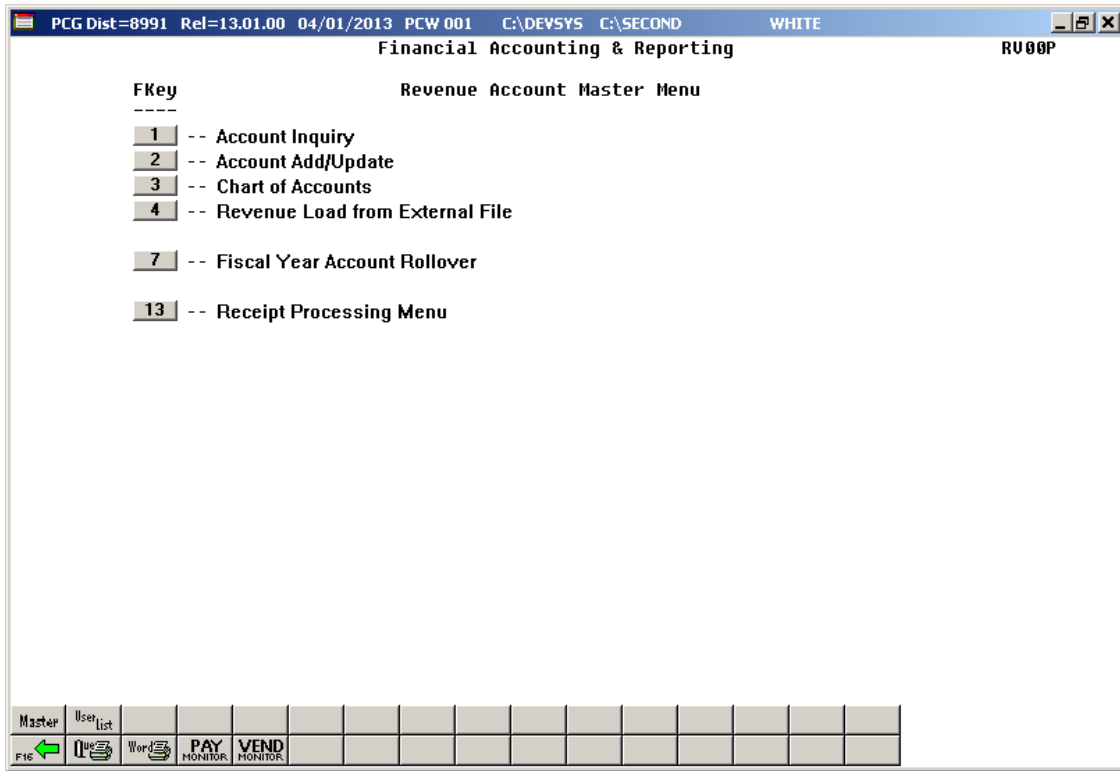 PCG Dist=8991 Rel=13.01.00 04/01/2013 PCW 001 C:\DEVSYS C:\SECOND WHITE
Financial Accounting & Reporting RV00P
FKey Revenue Account Master Menu
----
1 -- Account Inquiry
2 -- Account Add/Update
3 -- Chart of Accounts
4 -- Revenue Load from External File
7 -- Fiscal Year Account Rollover
13 -- Receipt Processing Menu
Master User List
F16 Que Word PAY MONITOR VEND MONITOR